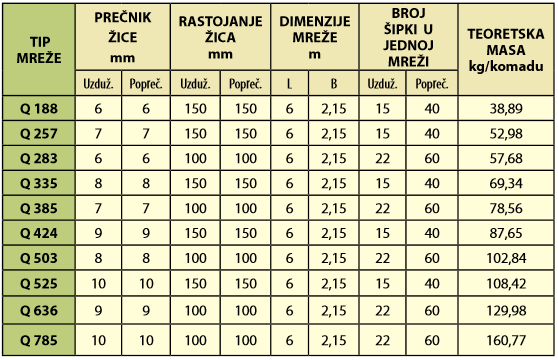 TIP MREŽE | PREČNIK ŽICE mm | RASTOJANJE ŽICA mm | DIMENZIJE MREŽE m | BROJ ŠIPKI U JEDNOJ MREŽI | TEORETSKA MASA kg/komadu
Uzduž. | Popreč. | Uzduž. | Popreč. | L | B | Uzduž. | Popreč.
Q 188 | 6 | 6 | 150 | 150 | 6 | 2,15 | 15 | 40 | 38,89
Q 257 | 7 | 7 | 150 | 150 | 6 | 2,15 | 15 | 40 | 52,98
Q 283 | 6 | 6 | 100 | 100 | 6 | 2,15 | 22 | 60 | 57,68
Q 335 | 8 | 8 | 150 | 150 | 6 | 2,15 | 15 | 40 | 69,34
Q 385 | 7 | 7 | 100 | 100 | 6 | 2,15 | 22 | 60 | 78,56
Q 424 | 9 | 9 | 150 | 150 | 6 | 2,15 | 15 | 40 | 87,65
Q 503 | 8 | 8 | 100 | 100 | 6 | 2,15 | 22 | 60 | 102,84
Q 525 | 10 | 10 | 150 | 150 | 6 | 2,15 | 15 | 40 | 108,42
Q 636 | 9 | 9 | 100 | 100 | 6 | 2,15 | 22 | 60 | 129,98
Q 785 | 10 | 10 | 100 | 100 | 6 | 2,15 | 22 | 60 | 160,77